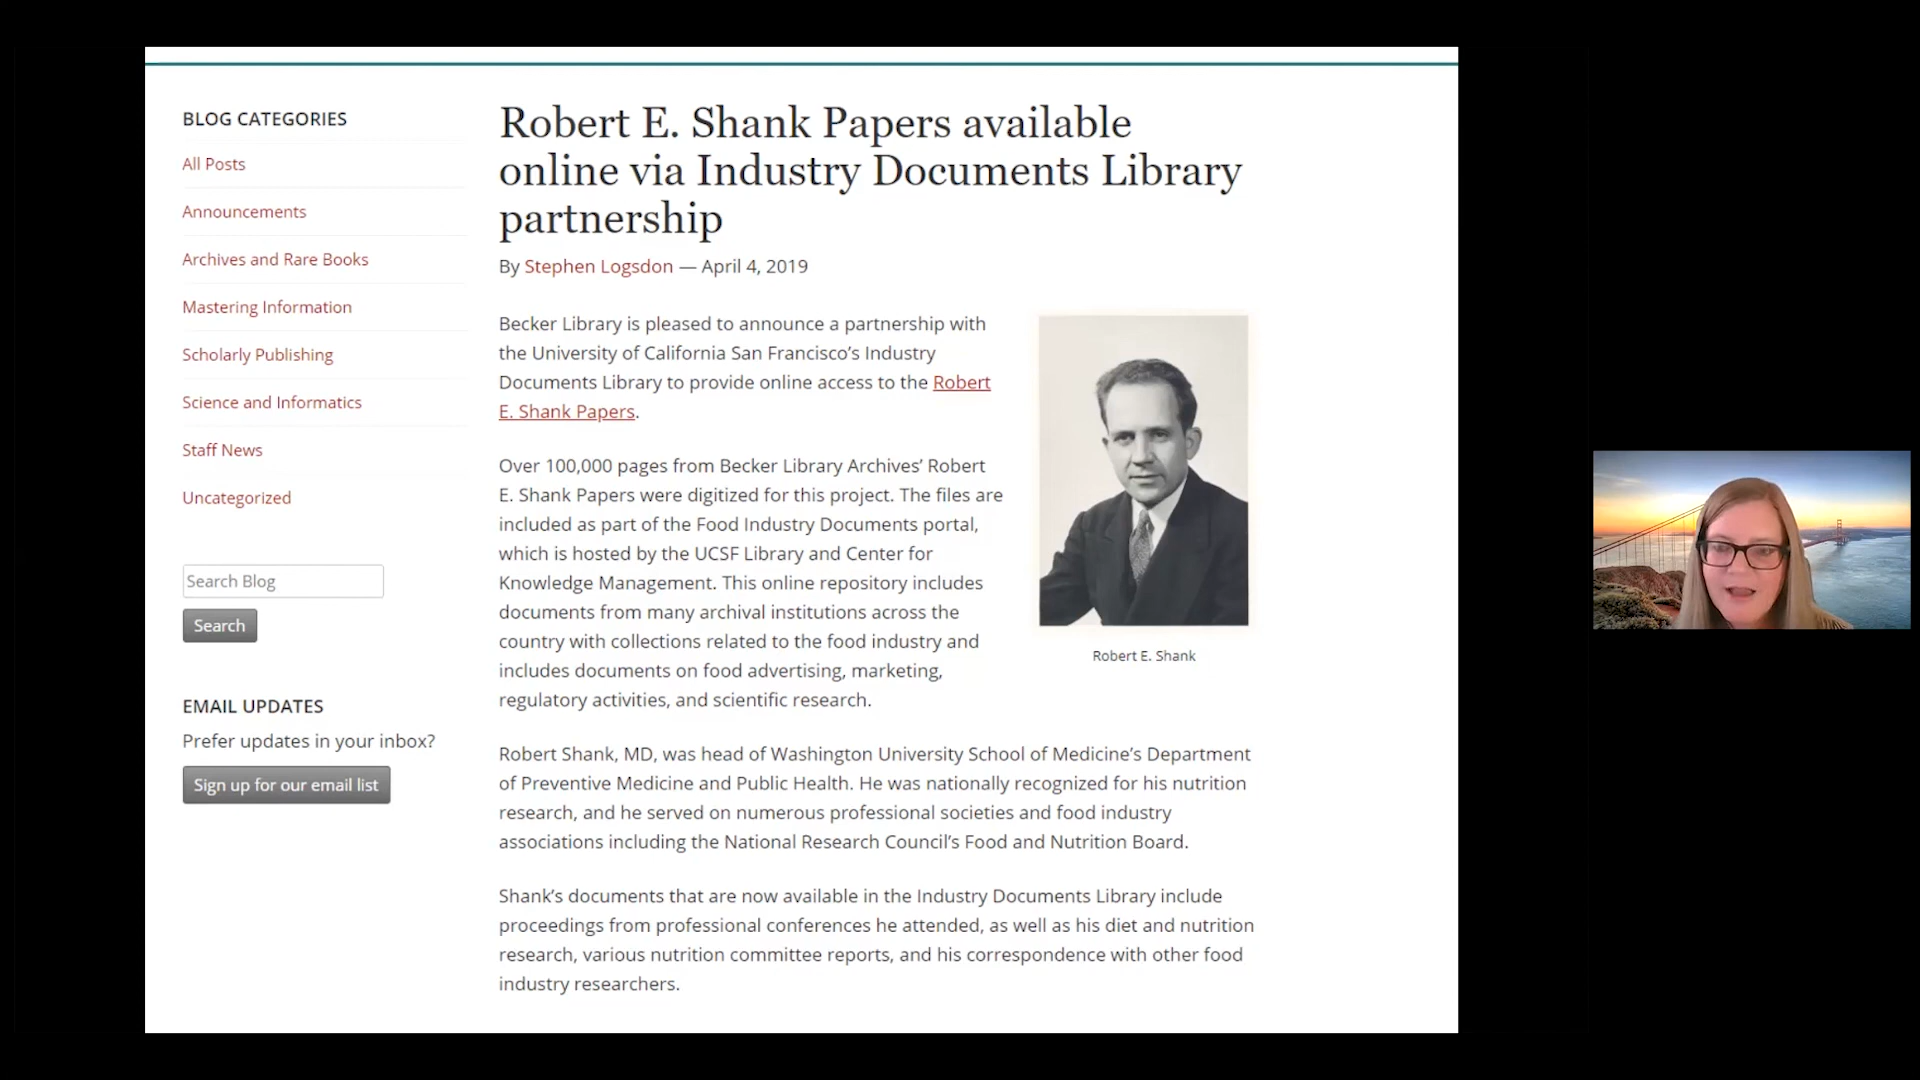 BLOG CATEGORIES
All Posts
Announcements
Archives and Rare Books
Mastering Information
Scholarly Publishing
Science and Informatics
Staff News
Uncategorized
Search Blog
Search
EMAIL UPDATES
Prefer updates in your inbox?
Sign up for our email list
Robert E. Shank Papers available
online via Industry Documents Library
partnership
By Stephen Logsdon — April 4, 2019
Becker Library is pleased to announce a partnership with
the University of California San Francisco’s Industry
Documents Library to provide online access to the Robert
E. Shank Papers.
Over 100,000 pages from Becker Library Archives’ Robert
E. Shank Papers were digitized for this project. The files are
included as part of the Food Industry Documents portal,
which is hosted by the UCSF Library and Center for
Knowledge Management. This online repository includes
documents from many archival institutions across the
country with collections related to the food industry and
includes documents on food advertising, marketing,
regulatory activities, and scientific research.
Robert E. Shank
Robert Shank, MD, was head of Washington University School of Medicine’s Department
of Preventive Medicine and Public Health. He was nationally recognized for his nutrition
research, and he served on numerous professional societies and food industry
associations including the National Research Council’s Food and Nutrition Board.
Shank’s documents that are now available in the Industry Documents Library include
proceedings from professional conferences he attended, as well as his diet and nutrition
research, various nutrition committee reports, and his correspondence with other food
industry researchers.